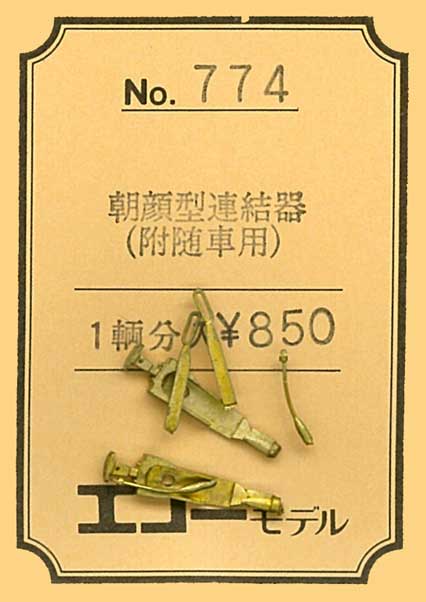 No. 774
朝顔型連結器
(附随車用)
1輌分入¥850
エコーモデル